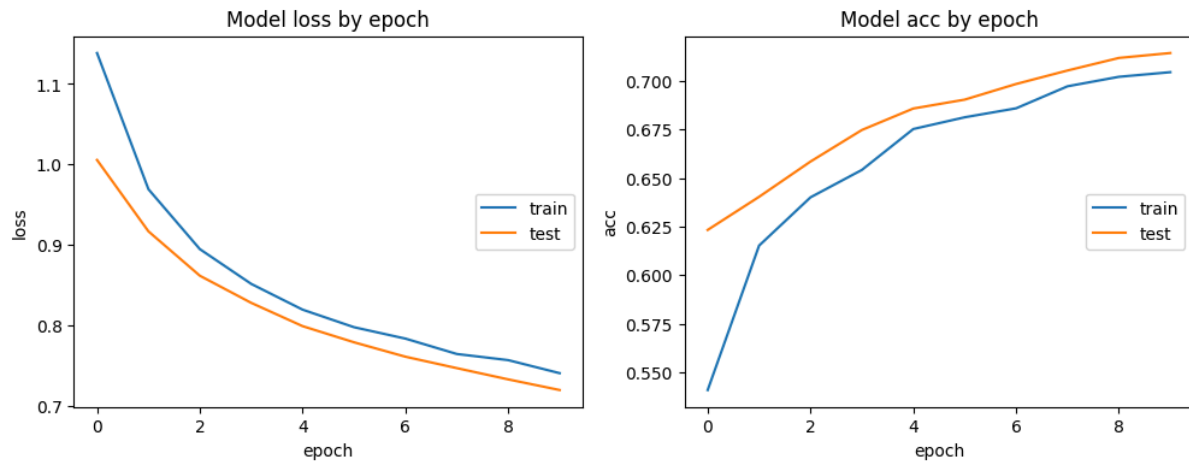 Model loss by epoch
1.1
1.0
0.9
0.8
0.7
loss
train
test
0 2 4 6 8
epoch
Model acc by epoch
0.700
0.675
0.650
0.625
0.600
0.575
0.550
acc
train
test
0 2 4 6 8
epoch